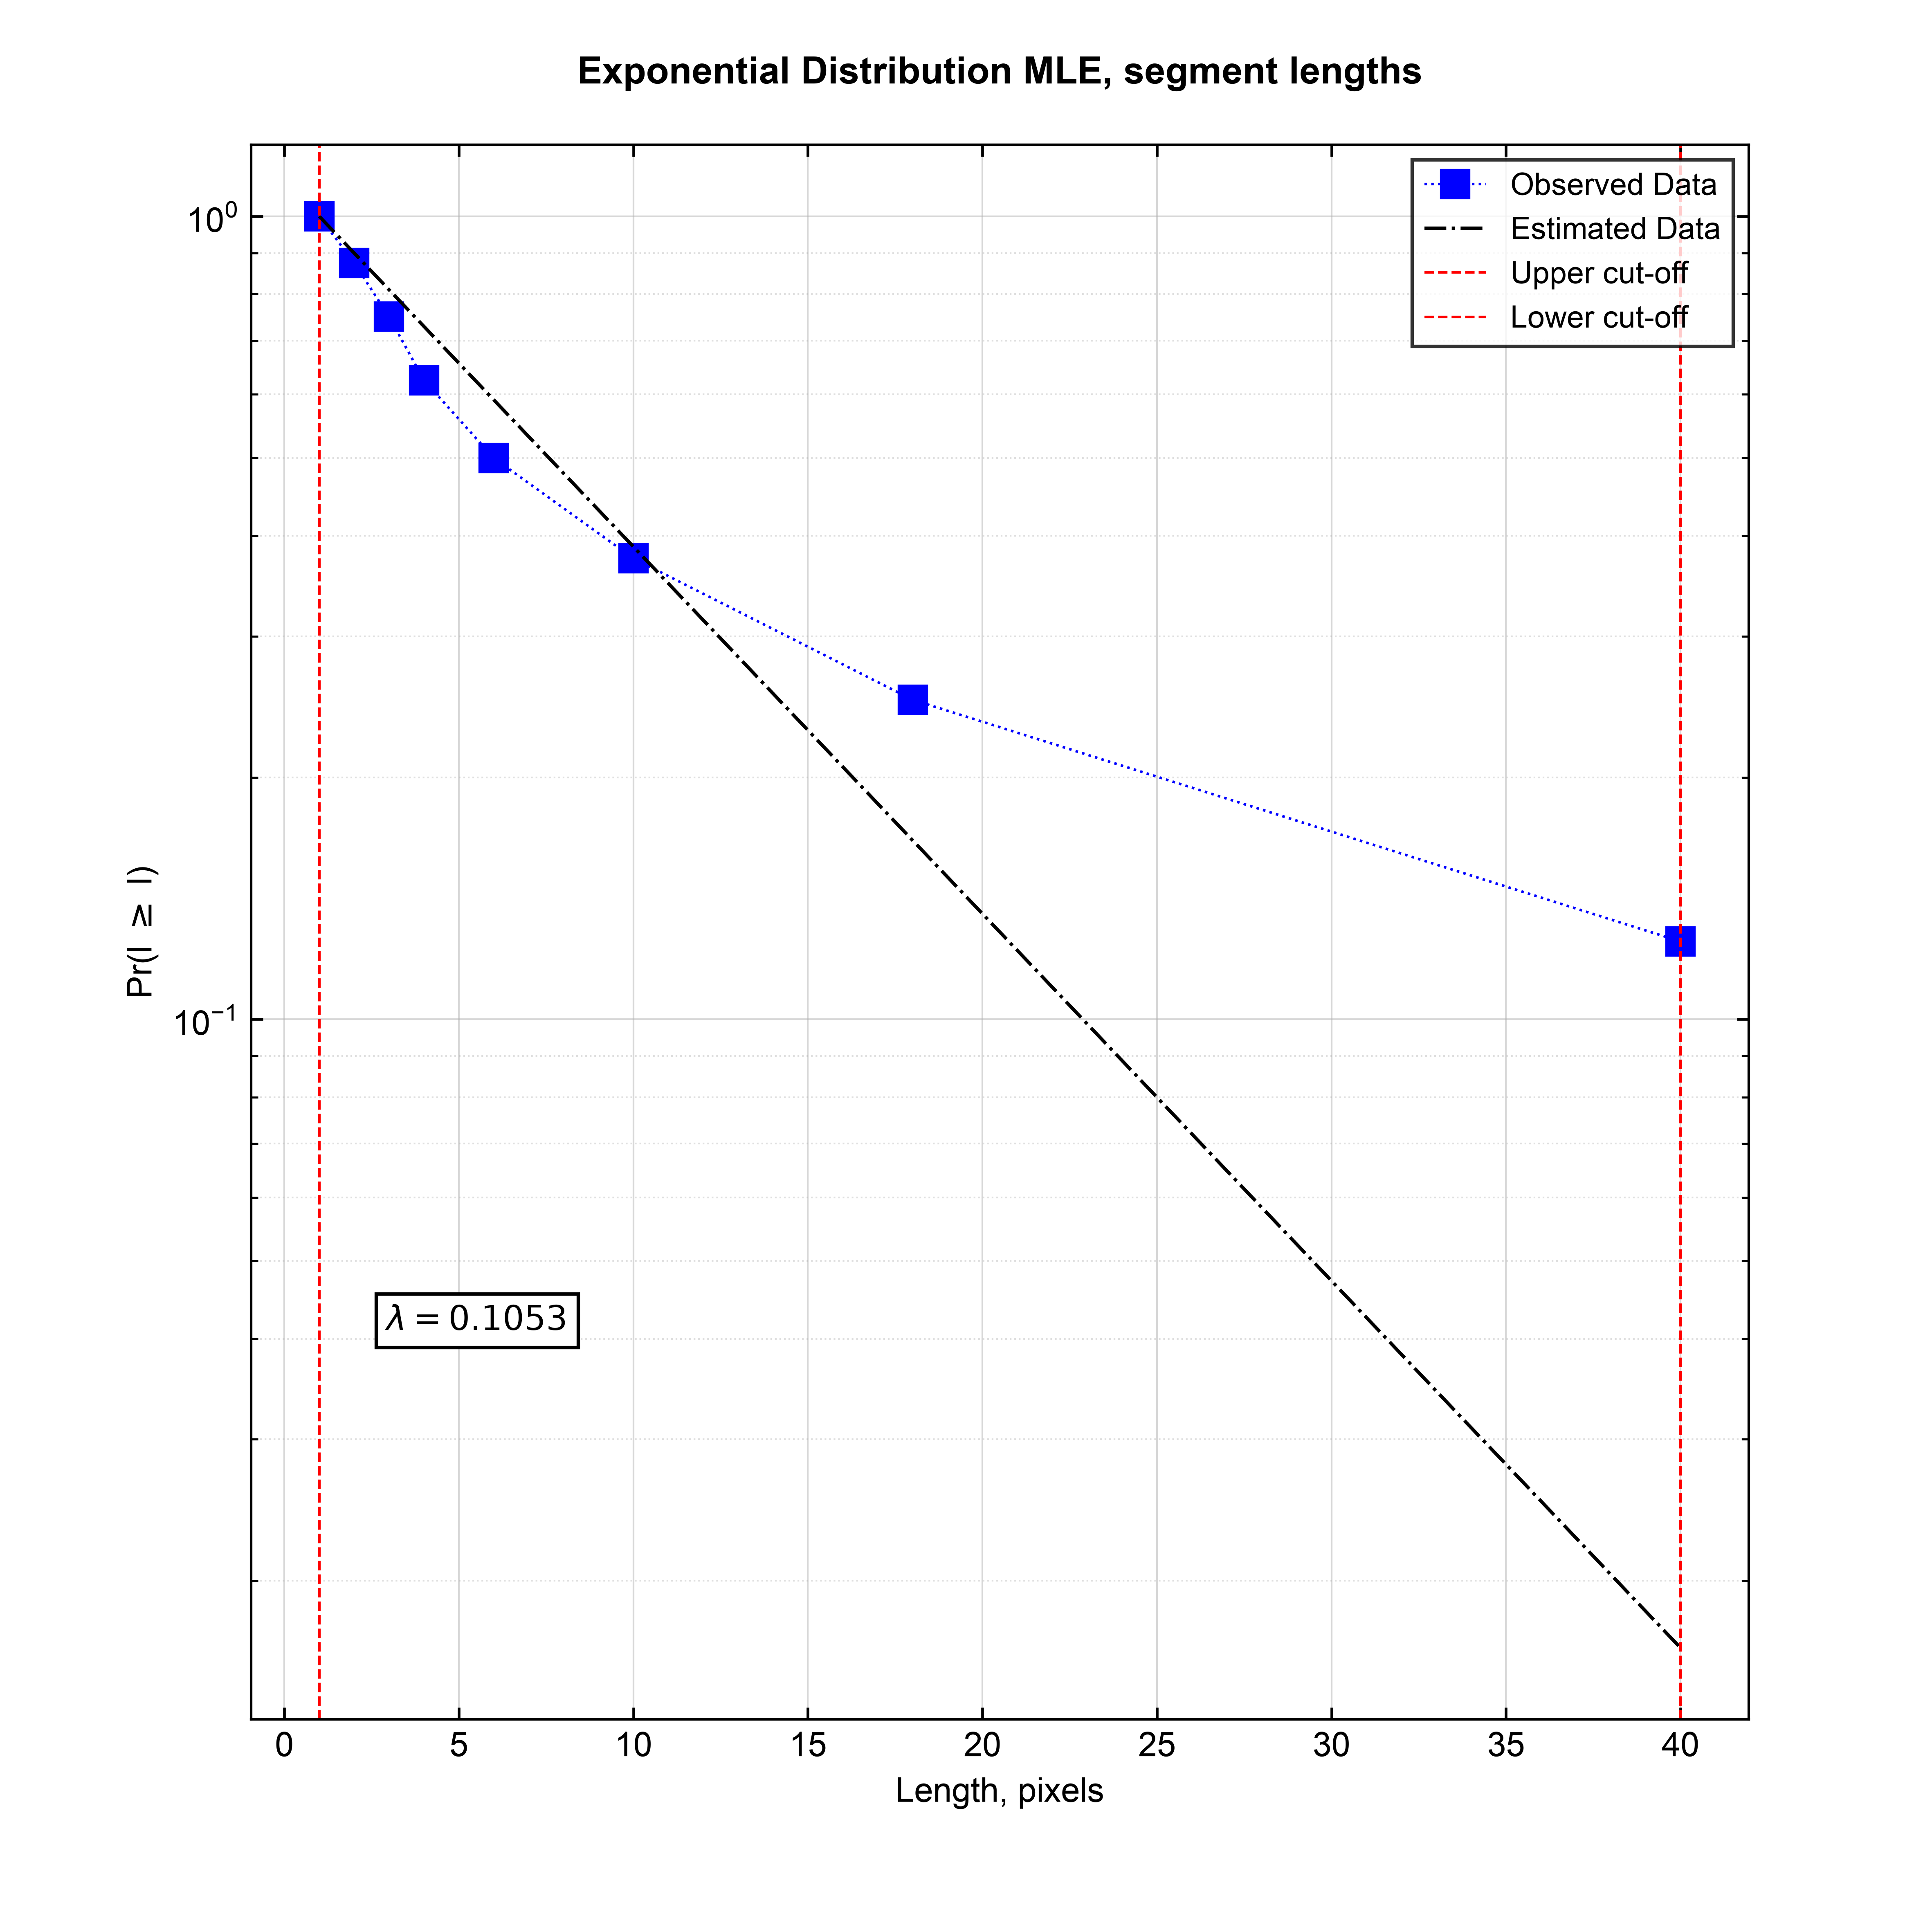 Exponential Distribution MLE, segment lengths
Observed Data
Estimated Data
Upper cut-off
Lower cut-off
10⁰
10⁻¹
Pr(l ≥ l)
λ = 0.1053
0 5 10 15 20 25 30 35 40
Length, pixels